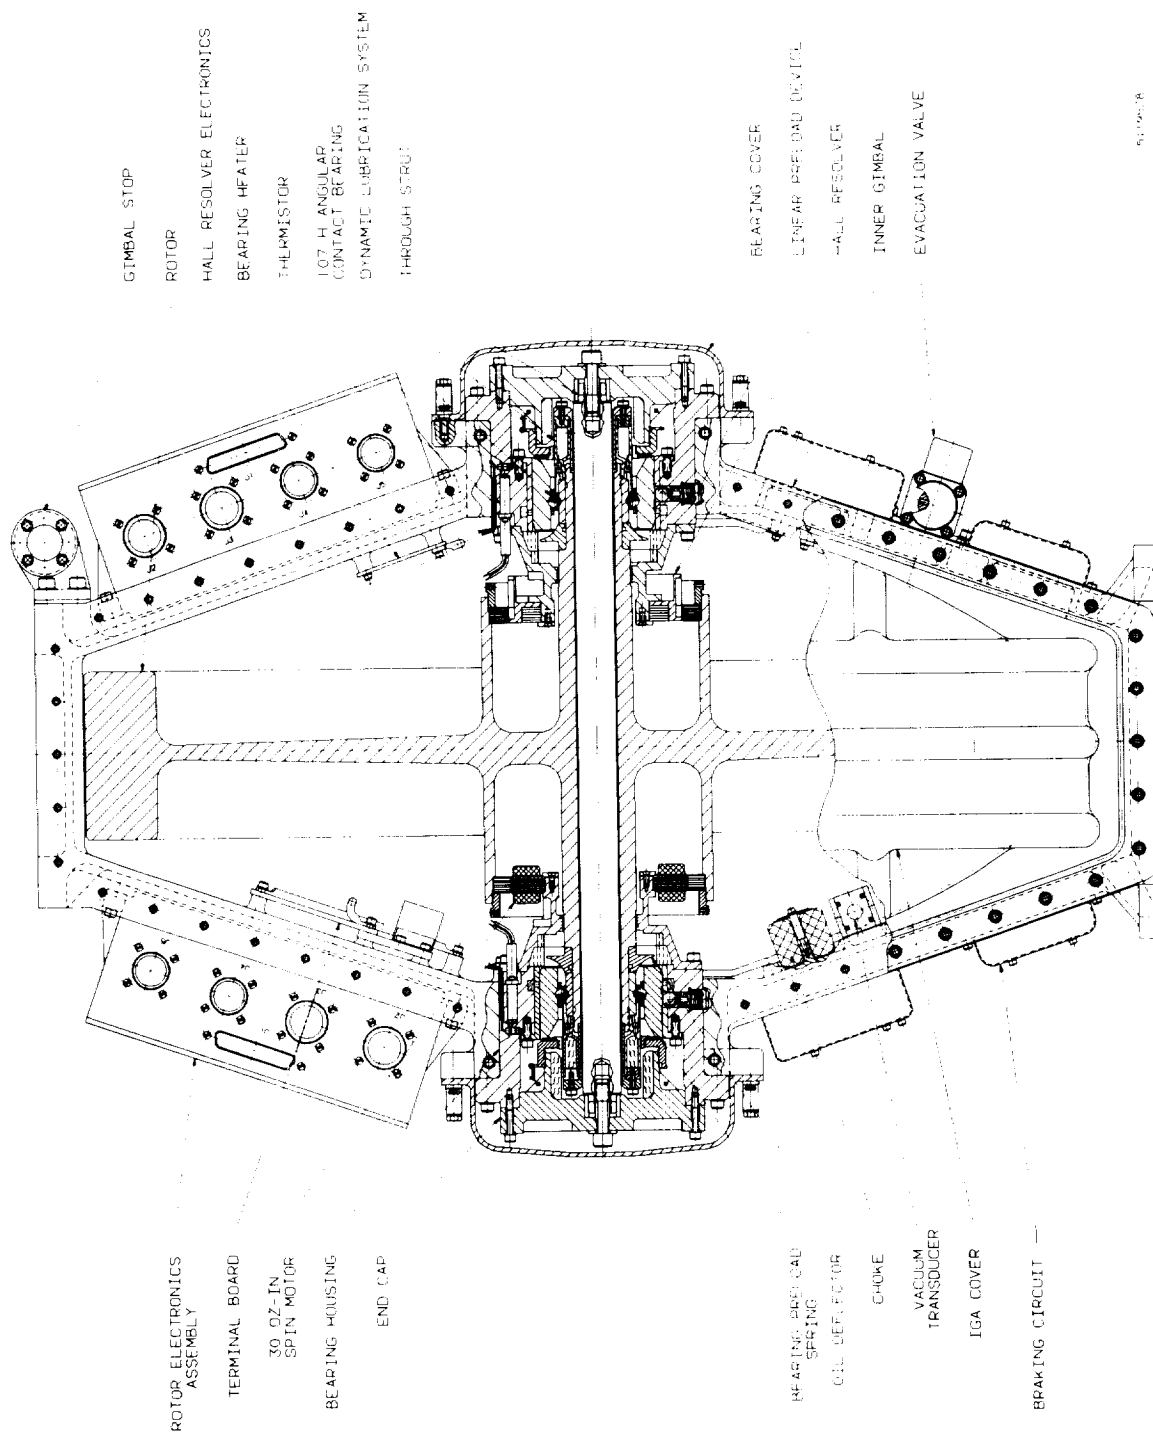 GIMBAL STOP
ROTOR
HALL RESOLVER ELECTRONICS
BEARING HEATER
THERMISTOR
107 H ANGULAR
CONTACT BEARING
DYNAMIC LUBRICATION SYSTEM
THROUGH STRUT
BEARING COVER
LINEAR PRELOAD DEVICE
HALL RESOLVER
INNER GIMBAL
EVACUATION VALVE
J2
ROTOR ELECTRONICS
ASSEMBLY
TERMINAL BOARD
30 OZ-IN
SPIN MOTOR
BEARING HOUSING
END CAP
BEARING PRELOAD
SPRING
OIL DEFLECTOR
CHOKE
VACUUM
TRANSDUCER
IGA COVER
BRAKING CIRCUIT